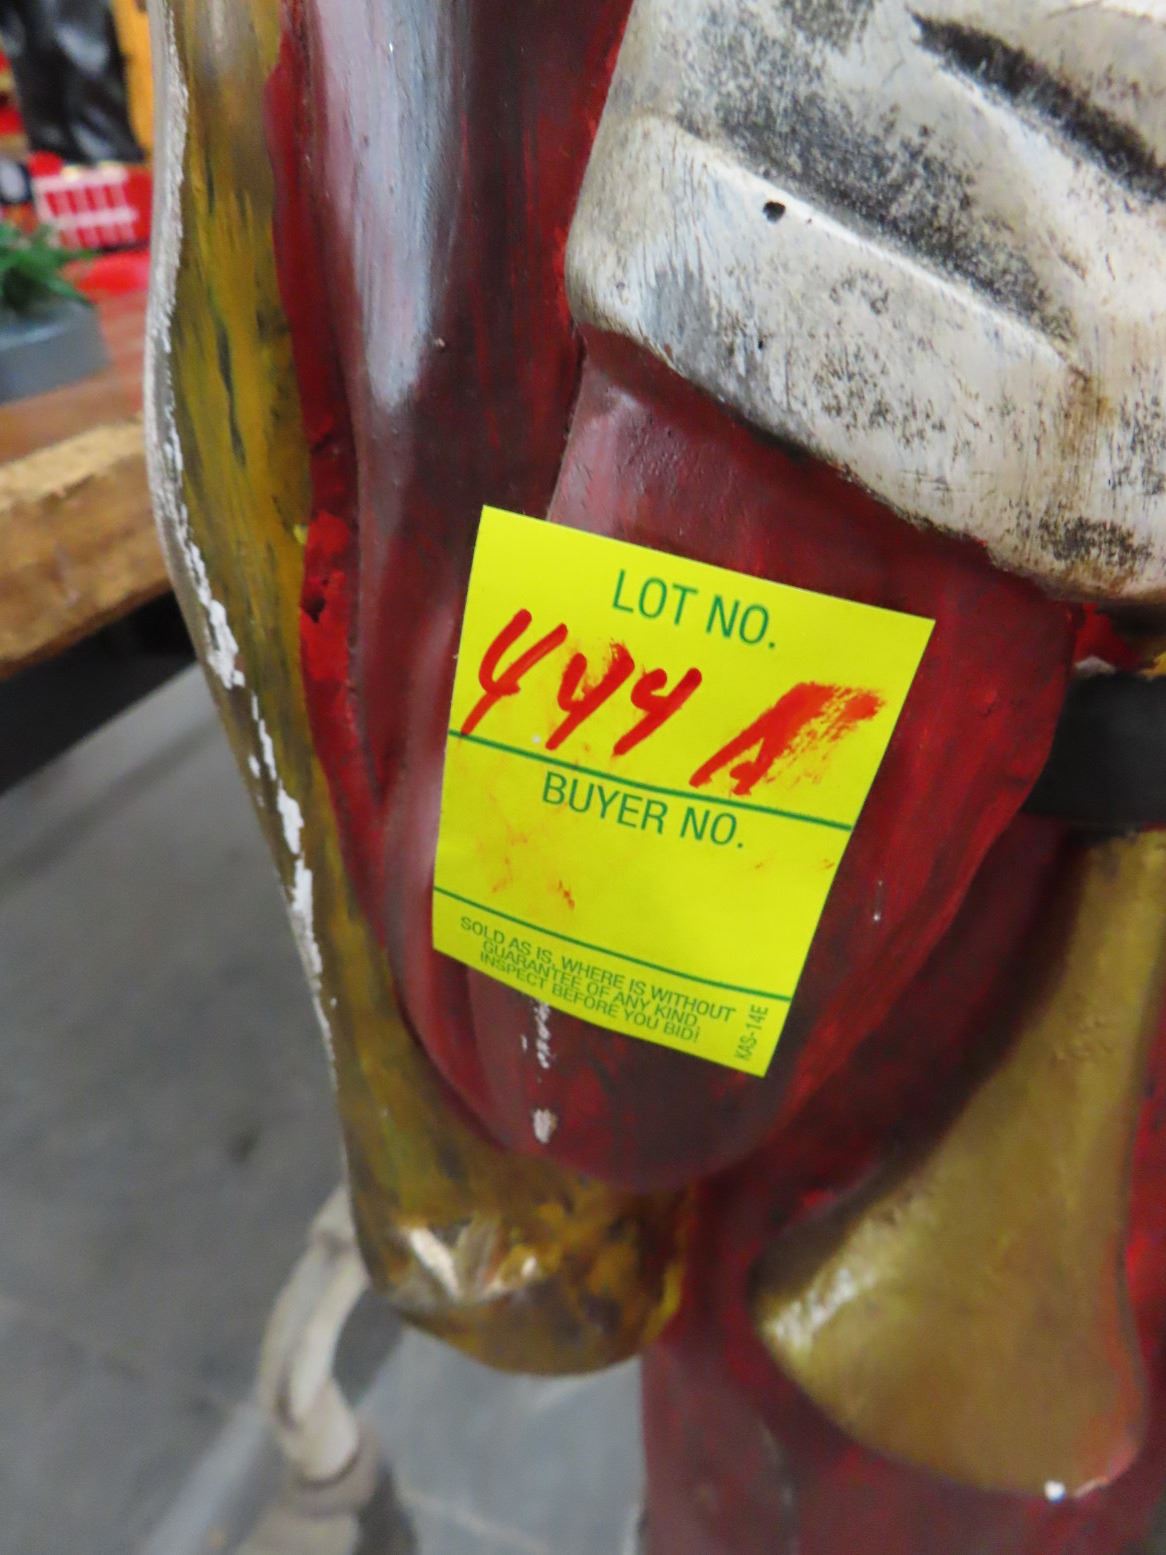 LOT NO.
444 A
BUYER NO.
SOLD AS IS, WHERE IS WITHOUT
GUARANTEE OF ANY KIND.
INSPECT BEFORE YOU BID!
KAS-14E